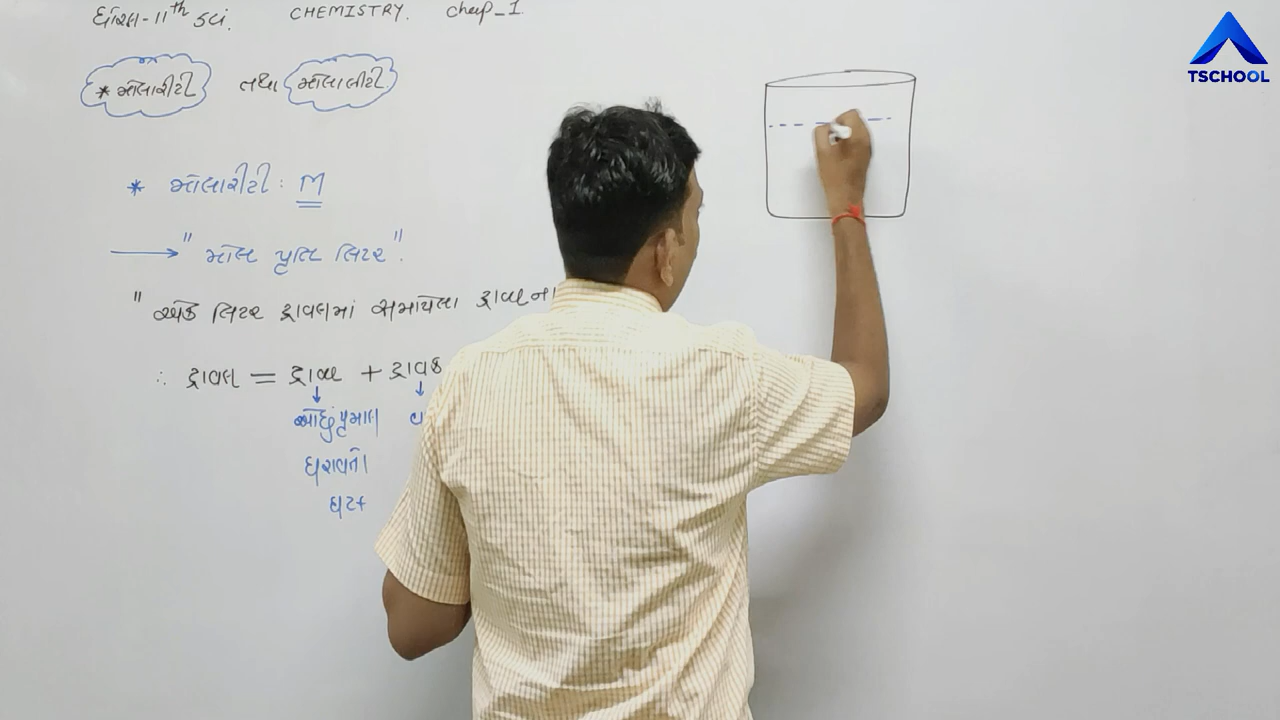 ધોરણ-11th sci. CHEMISTRY. chap_1
* મોલારીટી તથા મોલાલીટી
* મોલારીટી : M
→ " મોલ પ્રતિ લિટર ".
" એક લિટર દ્રાવણમાં સમાયેલા દ્રાવ્યના
∴ દ્રાવણ = દ્રાવ્ય + દ્રાવક
↓ ↓
ઓછું પ્રમાણ
ધરાવતો
ઘટક
TSCHOOL